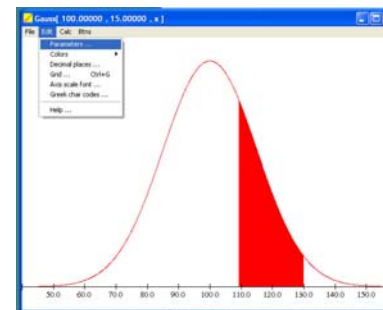 Gauss[ 100.00000 , 15.00000 , x ]
File Edit Calc Btns
Parameters ...
Colors
Decimal places ...
Grid ... Ctrl+G
Axis scale font ...
Greek char codes ...
Help ...
50.0 60.0 70.0 80.0 90.0 100.0 110.0 120.0 130.0 140.0 150.0